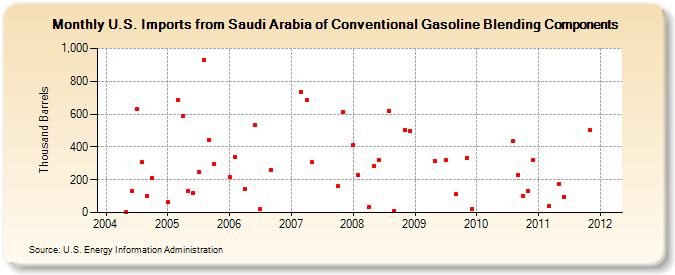 Monthly U.S. Imports from Saudi Arabia of Conventional Gasoline Blending Components
Thousand Barrels
1,000
800
600
400
200
0
2004 2005 2006 2007 2008 2009 2010 2011 2012
Source: U.S. Energy Information Administration